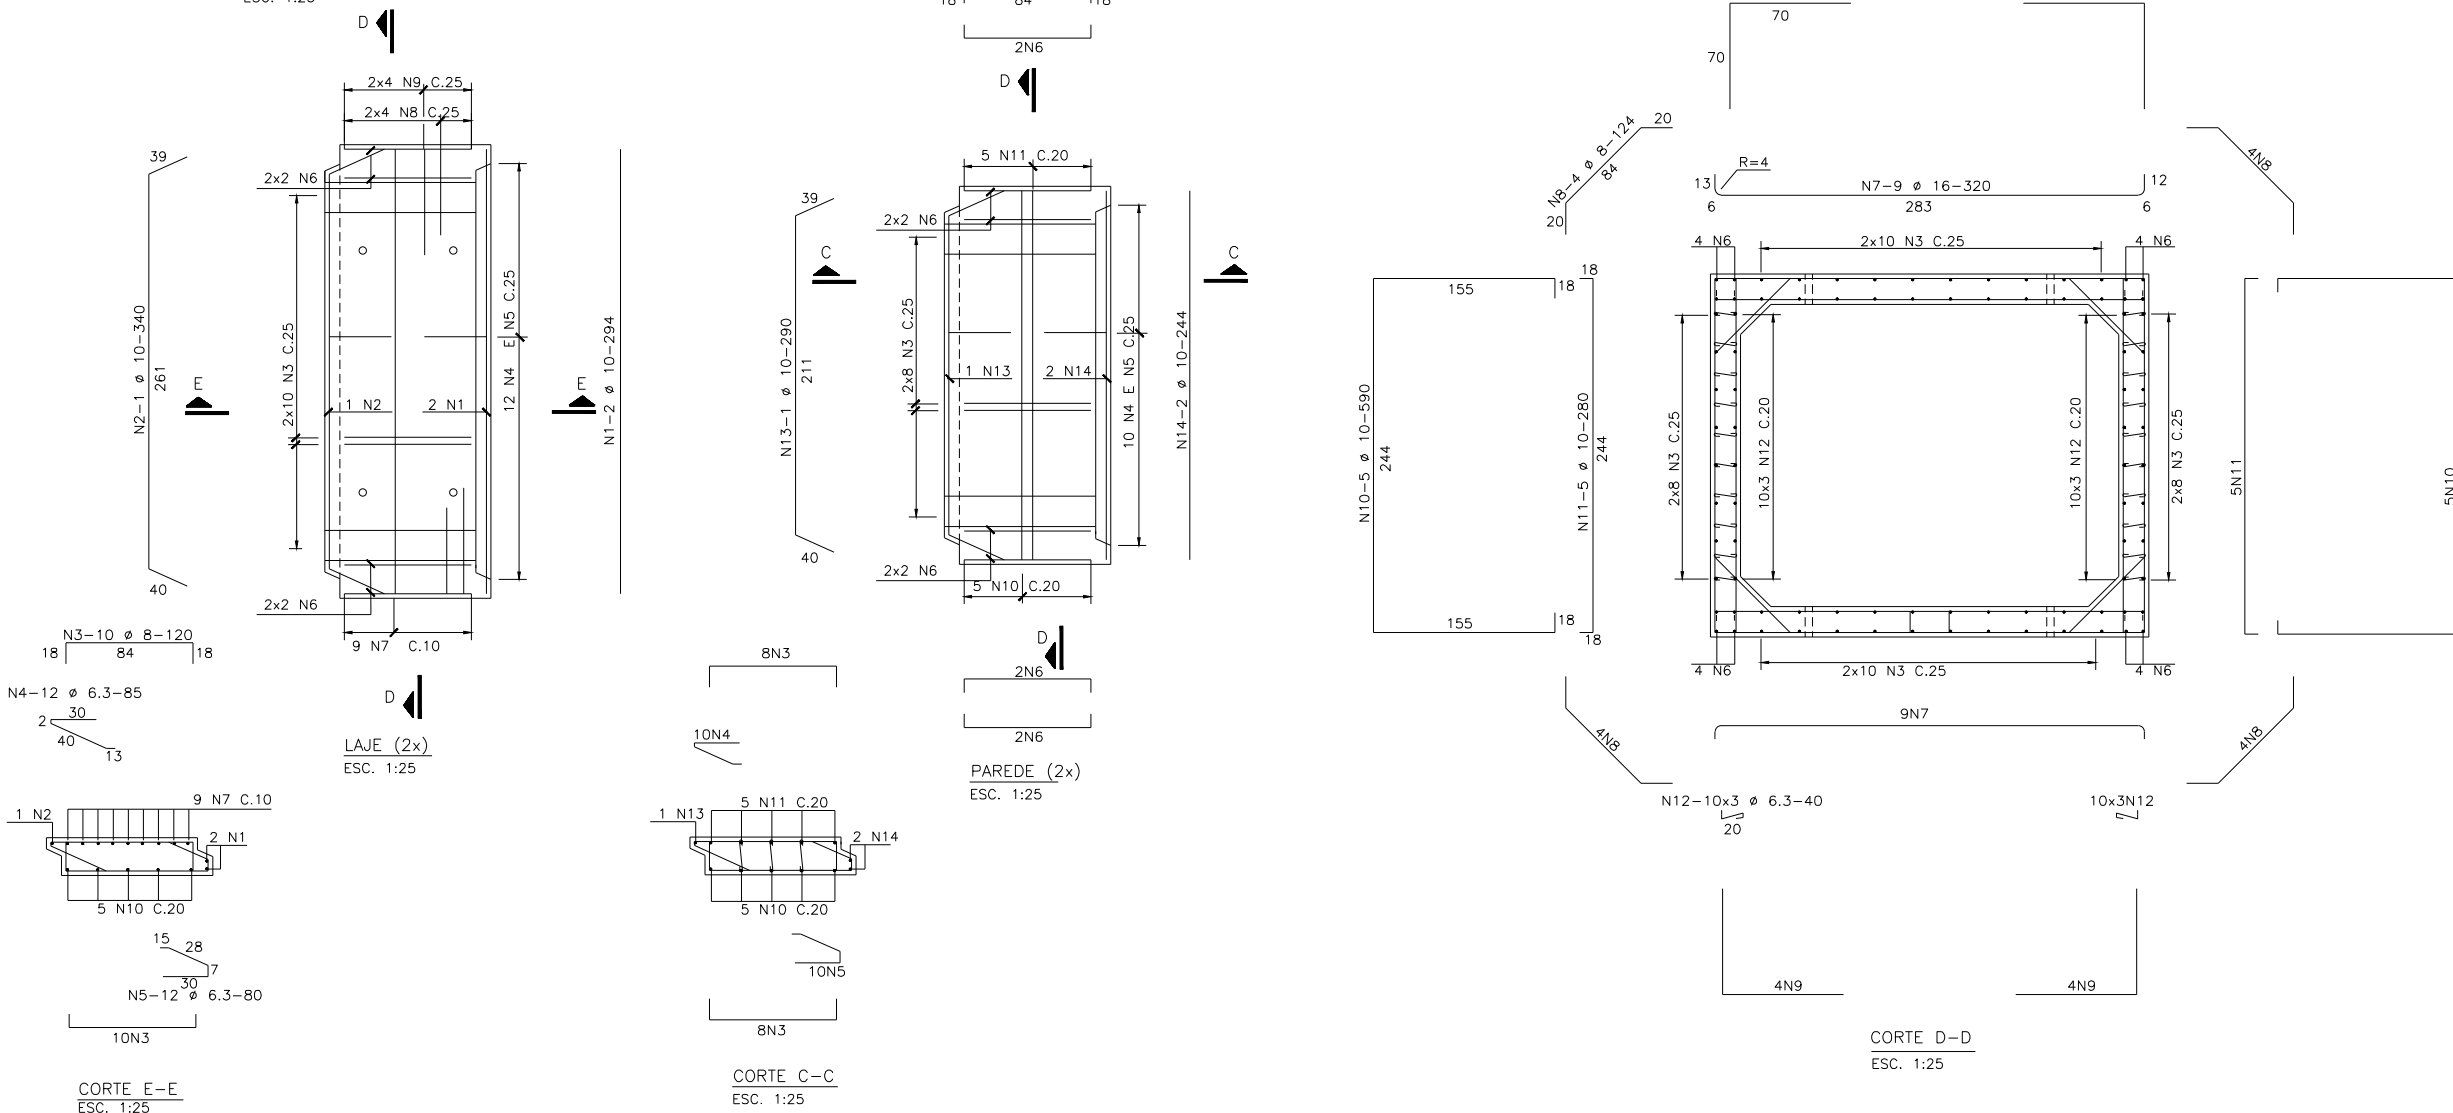 ESC. 1:25
D
2x4 N9 C.25
2x4 N8 C.25
39
2x2 N6
N2-1 ø 10-340
261
2x10 N3 C.25
12 N4 E N5 C.25
N1-2 ø 10-294
E
E
1 N2
2 N1
40
2x2 N6
9 N7 C.10
D
LAJE (2x)
ESC. 1:25
N3-10 ø 8-120
18
84
18
N4-12 ø 6.3-85
30
2
40
13
9 N7 C.10
1 N2
2 N1
5 N10 C.20
15
28
7
30
N5-12 ø 6.3-80
10N3
CORTE E-E
ESC. 1:25
18
84
18
2N6
D
5 N11 C.20
39
2x2 N6
C
C
N13-1 ø 10-290
211
2x8 N3 C.25
1 N13
2 N14
10 N4 E N5 C.25
N14-2 ø 10-244
40
2x2 N6
5 N10 C.20
D
2N6
2N6
PAREDE (2x)
ESC. 1:25
8N3
10N4
1 N13
5 N11 C.20
2 N14
5 N10 C.20
10N5
8N3
CORTE C-C
ESC. 1:25
70
70
20
N8-4 ø 8-124
84
20
4N8
R=4
13
12
N7-9 ø 16-320
6
283
6
4 N6
2x10 N3 C.25
4 N6
155
18
18
N10-5 ø 10-590
244
N11-5 ø 10-280
244
155
18
18
2x8 N3 C.25
10x3 N12 C.20
10x3 N12 C.20
2x8 N3 C.25
5N11
5N10
4 N6
2x10 N3 C.25
4 N6
9N7
4N8
4N8
N12-10x3 ø 6.3-40
20
10x3N12
4N9
4N9
CORTE D-D
ESC. 1:25